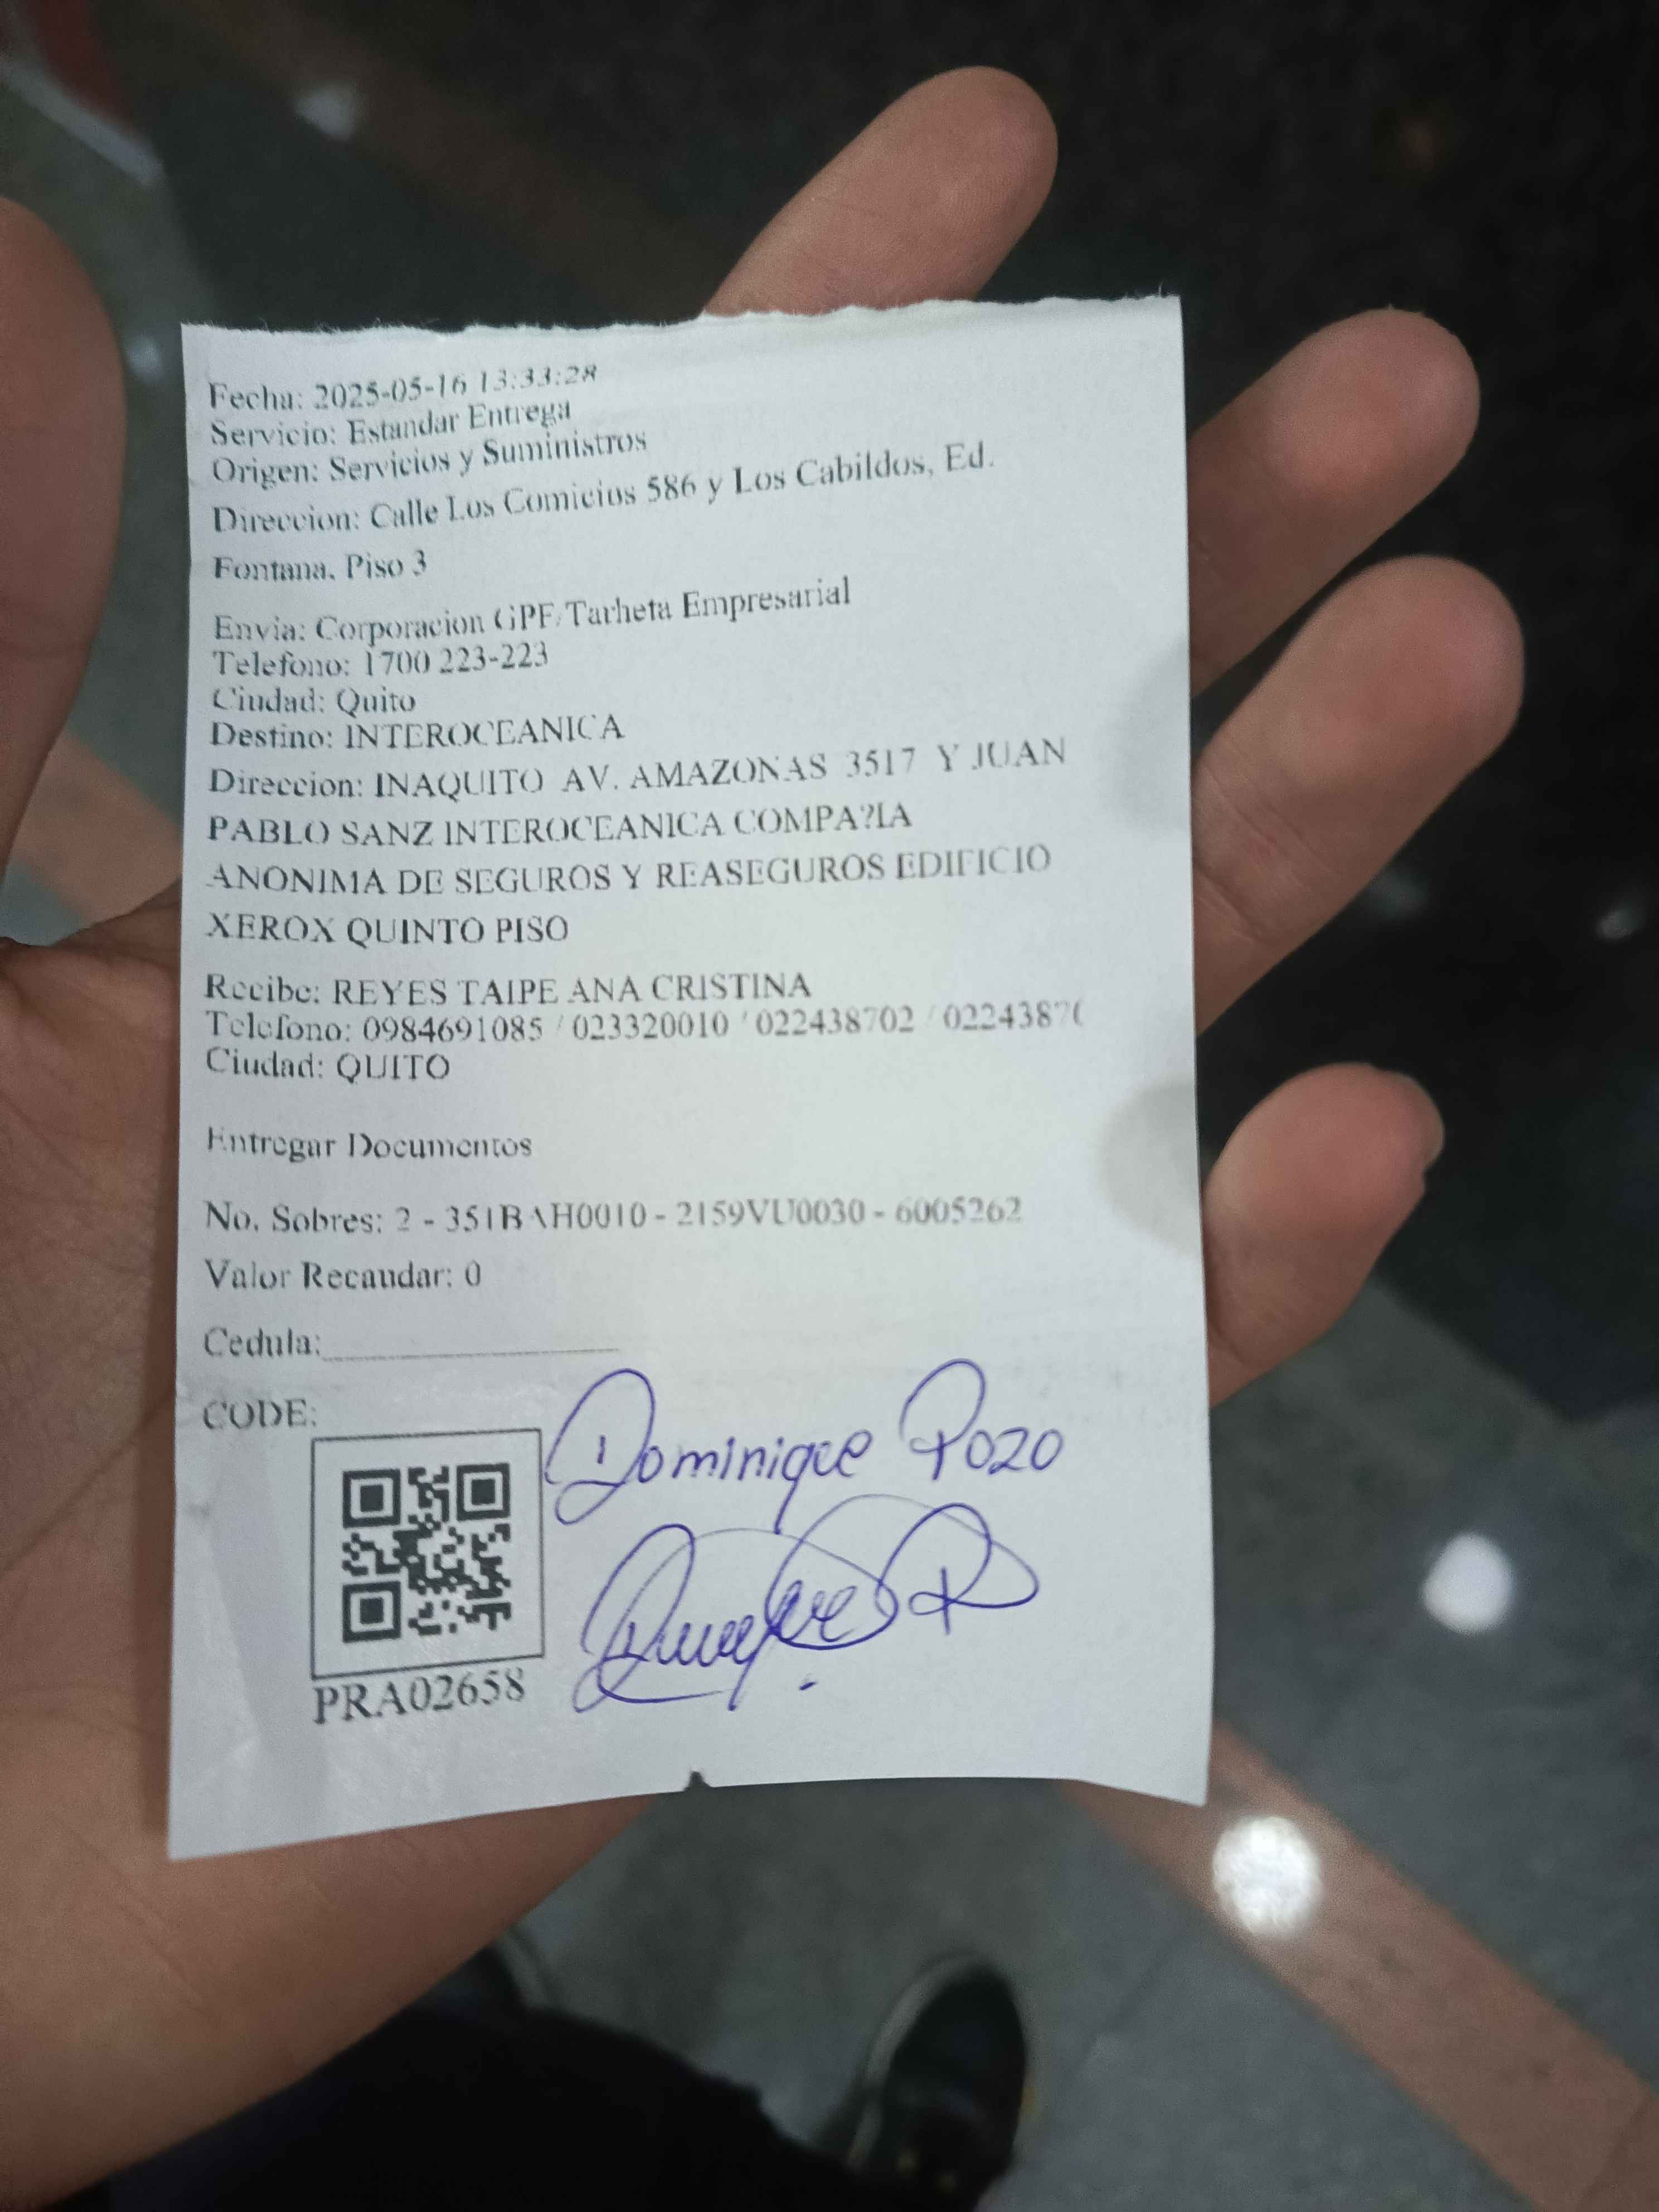 Fecha: 2025-05-16 13:33:28
Servicio: Estandar Entrega
Origen: Servicios y Suministros
Direccion: Calle Los Comicios 586 y Los Cabildos, Ed.
Fontana, Piso 3
Envia: Corporacion GPF/Tarheta Empresarial
Telefono: 1700 223-223
Ciudad: Quito
Destino: INTEROCEANICA
Direccion: INAQUITO AV. AMAZONAS 3517 Y JUAN
PABLO SANZ INTEROCEANICA COMPA?IA
ANONIMA DE SEGUROS Y REASEGUROS EDIFICIO
XEROX QUINTO PISO
Recibe: REYES TAIPE ANA CRISTINA
Telefono: 0984691085 / 023320010 / 022438702 / 02243870
Ciudad: QUITO
Entregar Documentos
No. Sobres: 2 - 351BAH0010 - 2159VU0030 - 6005262
Valor Recaudar: 0
Cedula:
CODE:
Dominique Pozo
PRA02658